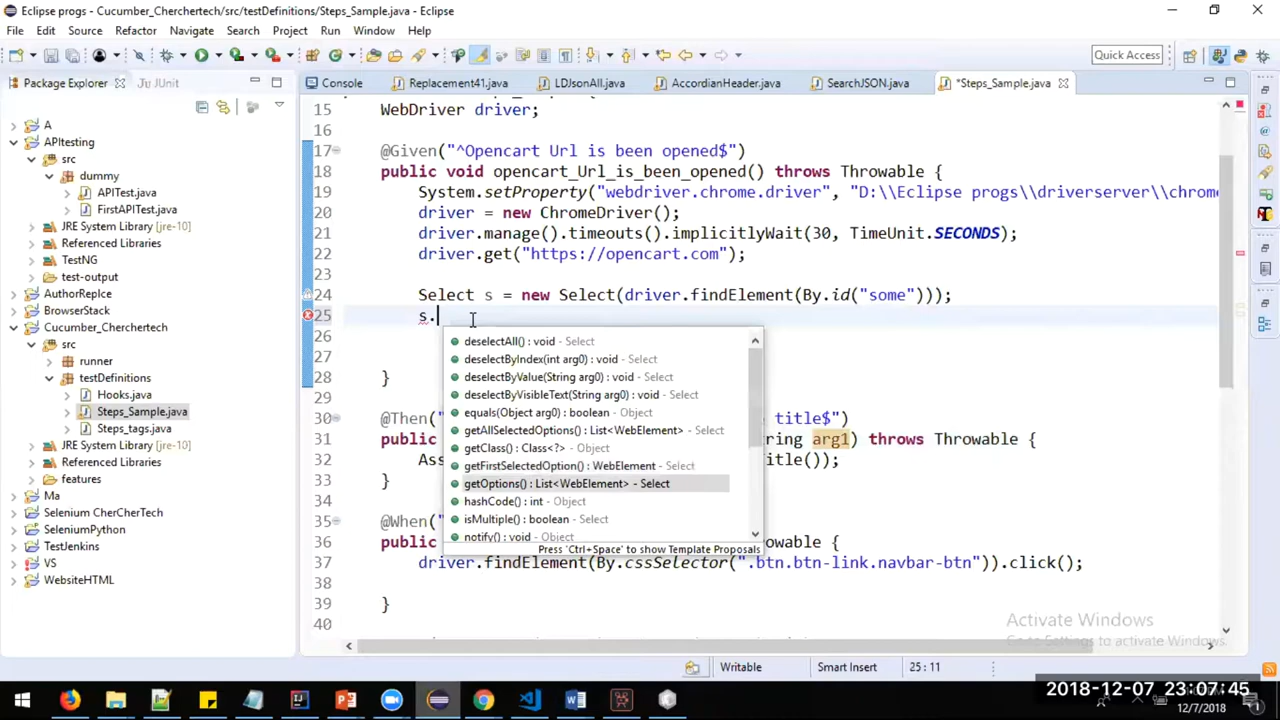 Eclipse progs - Cucumber_Cherchertech/src/testDefinitions/Steps_Sample.java - Eclipse
File Edit Source Refactor Navigate Search Project Run Window Help
Quick Access
Package Explorer JUnit
Console Replacement41.java LDJsonAll.java AccordianHeader.java SearchJSON.java *Steps_Sample.java
A
APItesting
src
dummy
APITest.java
FirstAPITest.java
JRE System Library [jre-10]
Referenced Libraries
TestNG
test-output
AuthorReplce
BrowserStack
Cucumber_Cherchertech
src
runner
testDefinitions
Hooks.java
Steps_Sample.java
Steps_tags.java
JRE System Library [jre-10]
Referenced Libraries
features
Ma
Selenium CherCherTech
SeleniumPython
TestJenkins
VS
WebsiteHTML
15 WebDriver driver;
16
17 @Given("^Opencart Url is been opened$")
18 public void opencart_Url_is_been_opened() throws Throwable {
19 System.setProperty("webdriver.chrome.driver", "D:\\Eclipse progs\\driverserver\\chrome
20 driver = new ChromeDriver();
21 driver.manage().timeouts().implicitlyWait(30, TimeUnit.SECONDS);
22 driver.get("https://opencart.com");
23
24 Select s = new Select(driver.findElement(By.id("some")));
25 s.
26
28 }
30 @Then(" title$")
31 public tring arg1) throws Throwable {
32 Ass itle());
33 }
34
35 @When("
36 public owable {
37 driver.findElement(By.cssSelector(".btn.btn-link.navbar-btn")).click();
38
39 }
40
deselectAll() : void - Select
deselectByIndex(int arg0) : void - Select
deselectByValue(String arg0) : void - Select
deselectByVisibleText(String arg0) : void - Select
equals(Object arg0) : boolean - Object
getAllSelectedOptions() : List<WebElement> - Select
getClass() : Class<?> - Object
getFirstSelectedOption() : WebElement - Select
getOptions() : List<WebElement> - Select
hashCode() : int - Object
isMultiple() : boolean - Select
notify() : void - Object
Press 'Ctrl+Space' to show Template Proposals
Activate Windows
Go to Settings to activate Windows.
Writable Smart Insert 25 : 11
2018-12-07 23:07:45
12/7/2018